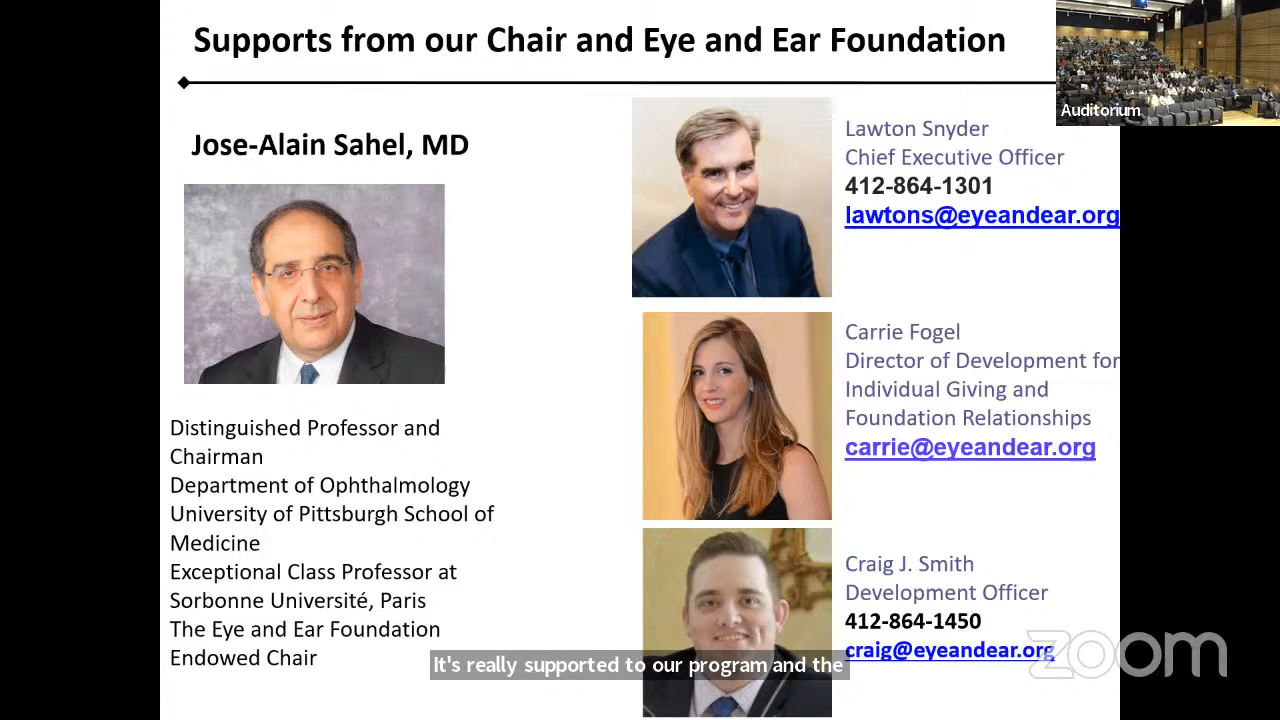 Supports from our Chair and Eye and Ear Foundation
Auditorium
Jose-Alain Sahel, MD
Distinguished Professor and
Chairman
Department of Ophthalmology
University of Pittsburgh School of
Medicine
Exceptional Class Professor at
Sorbonne Université, Paris
The Eye and Ear Foundation
Endowed Chair
Lawton Snyder
Chief Executive Officer
412-864-1301
lawtons@eyeandear.org
Carrie Fogel
Director of Development for
Individual Giving and
Foundation Relationships
carrie@eyeandear.org
Craig J. Smith
Development Officer
412-864-1450
craig@eyeandear.org
It's really supported to our program and the
zoom